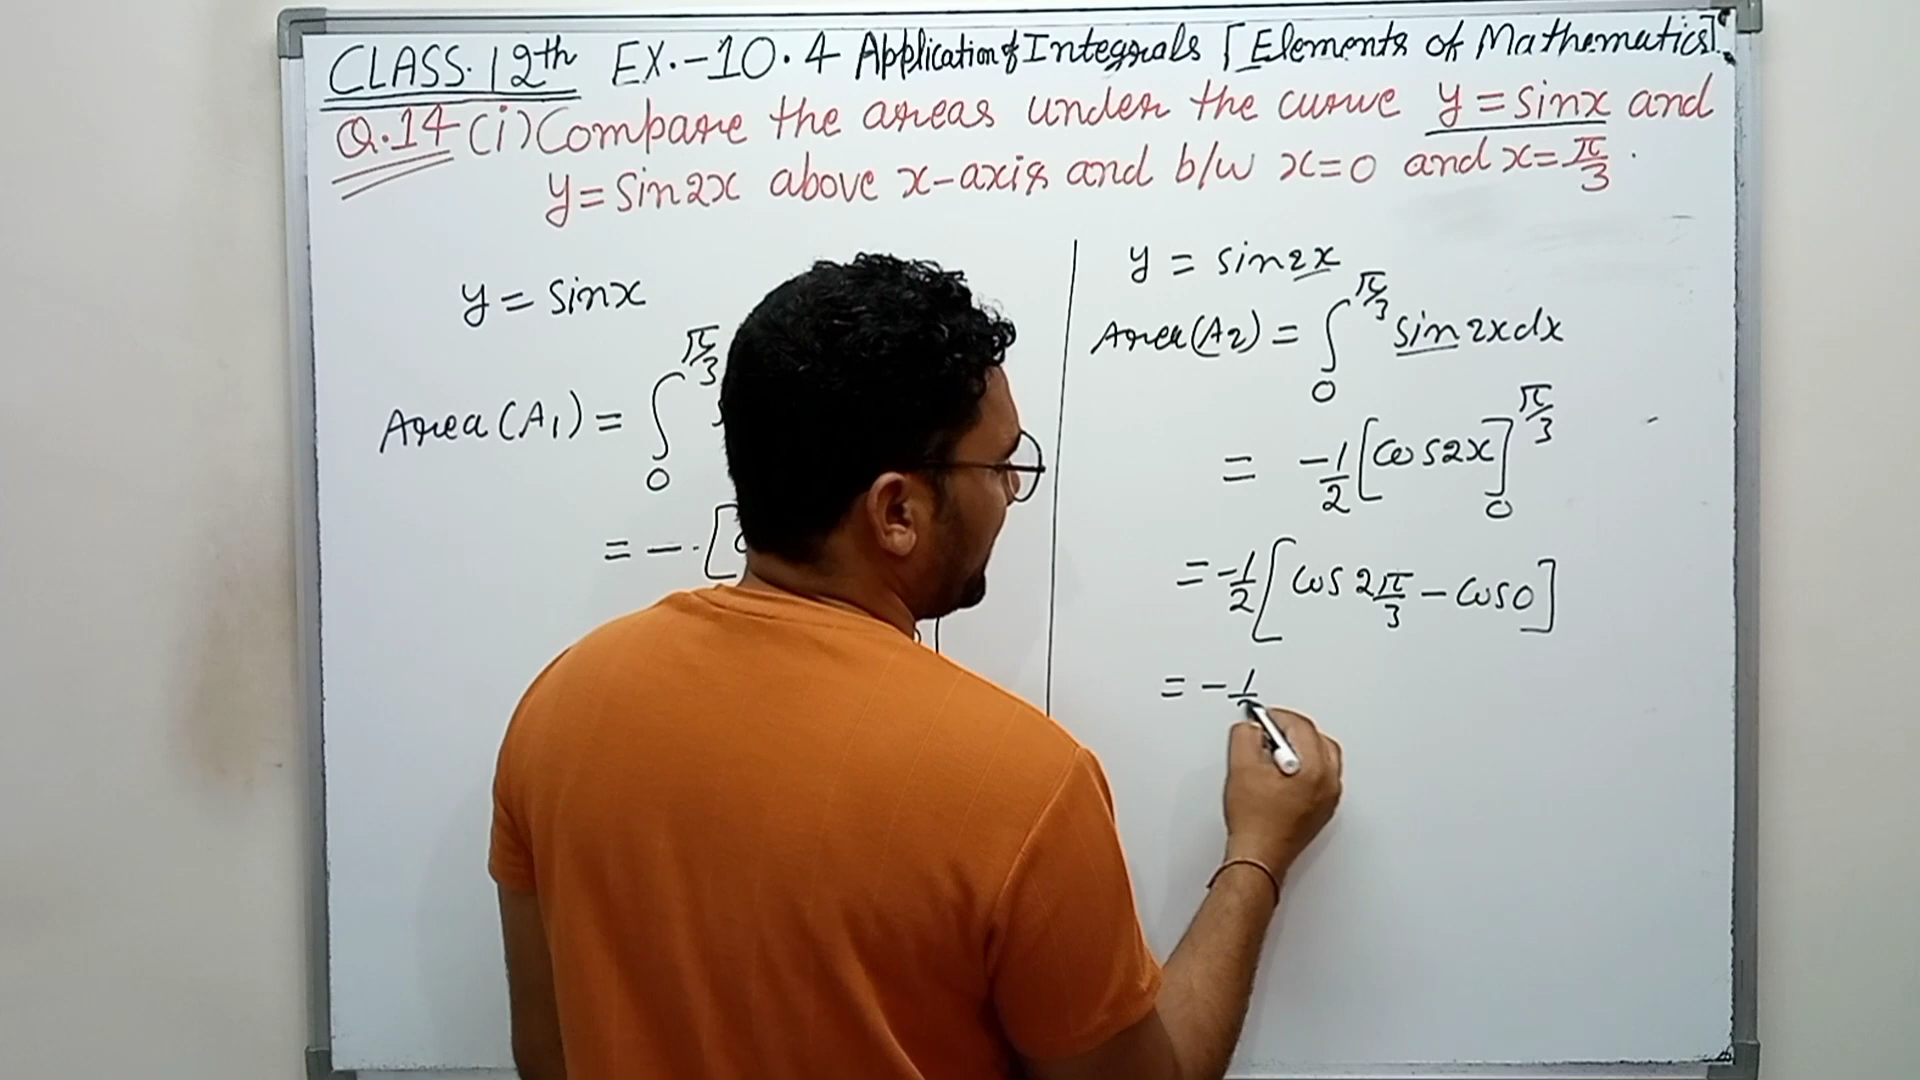 CLASS. 12th EX.-10.4 Application of Integrals [Elements of Mathematics]
Q.14 (i) Compare the areas under the curve y = sinx and
y = sin2x above x-axis and b/w x=0 and x=π/3.
y = sinx
Area (A1) = ∫₀^π/3
= - [
y = sin2x
Area (A2) = ∫₀^π/3 sin 2x dx
= -1/2 [cos2x]₀^π/3
= -1/2 [cos 2π/3 - cos0]
= -1/